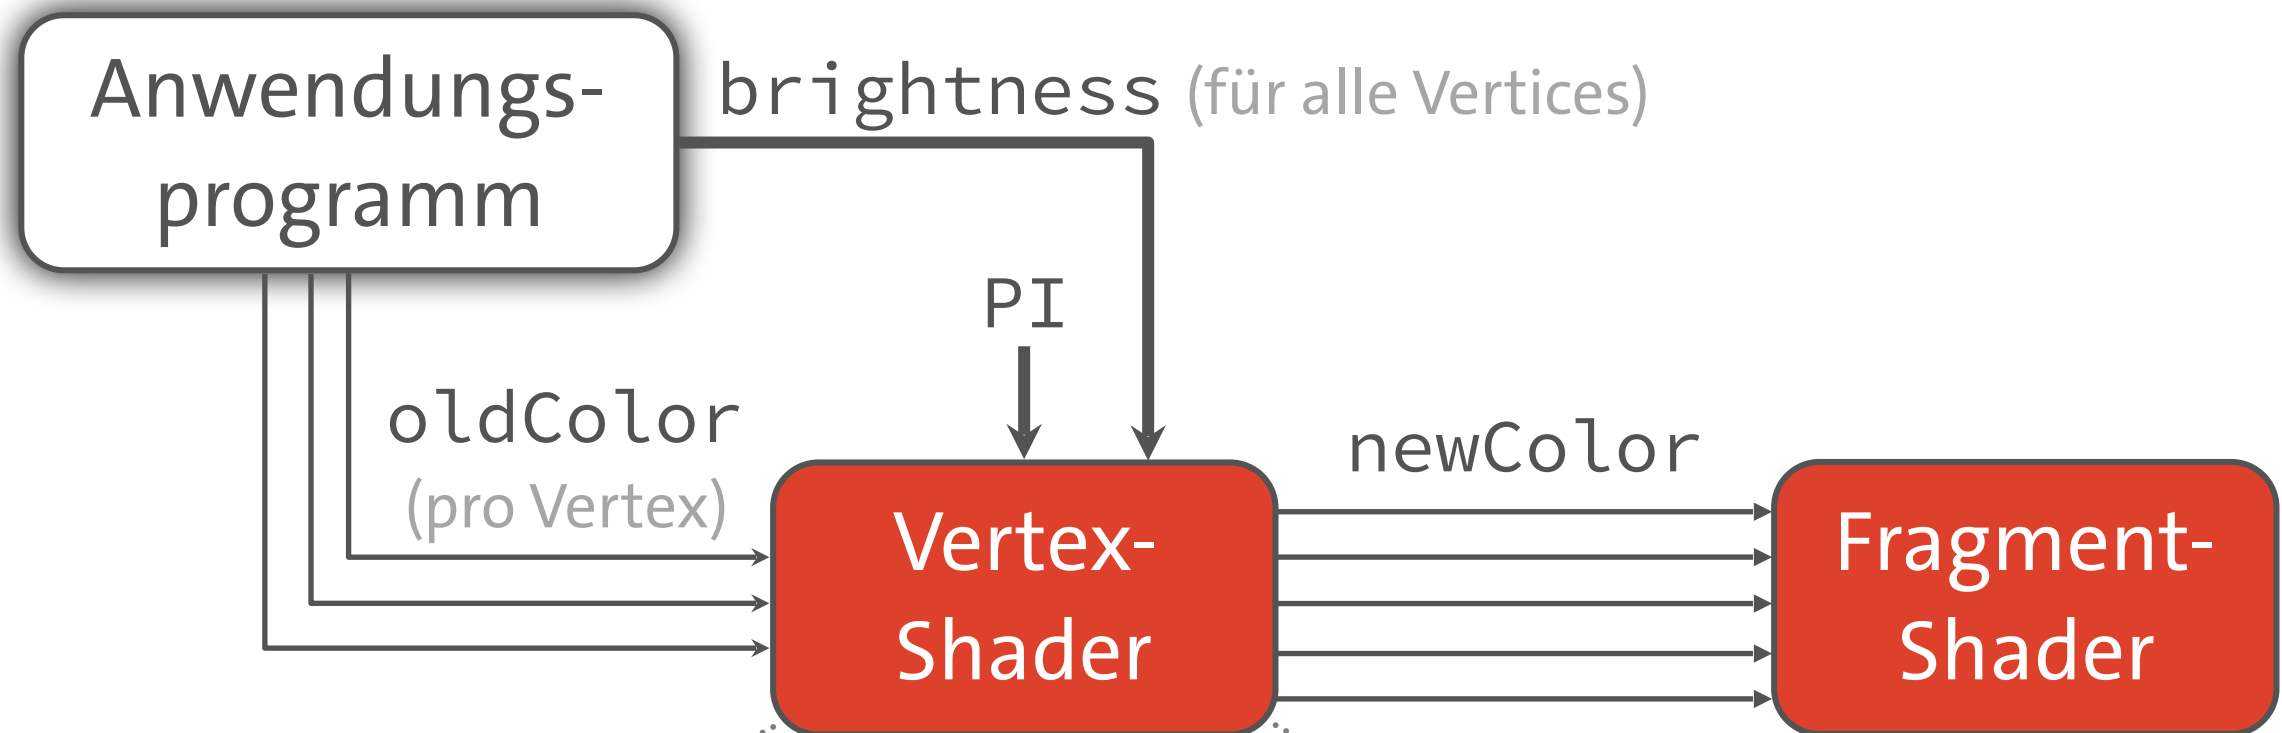 Anwendungs-
programm
brightness (für alle Vertices)
PI
oldColor
(pro Vertex)
newColor
Vertex-
Shader
Fragment-
Shader